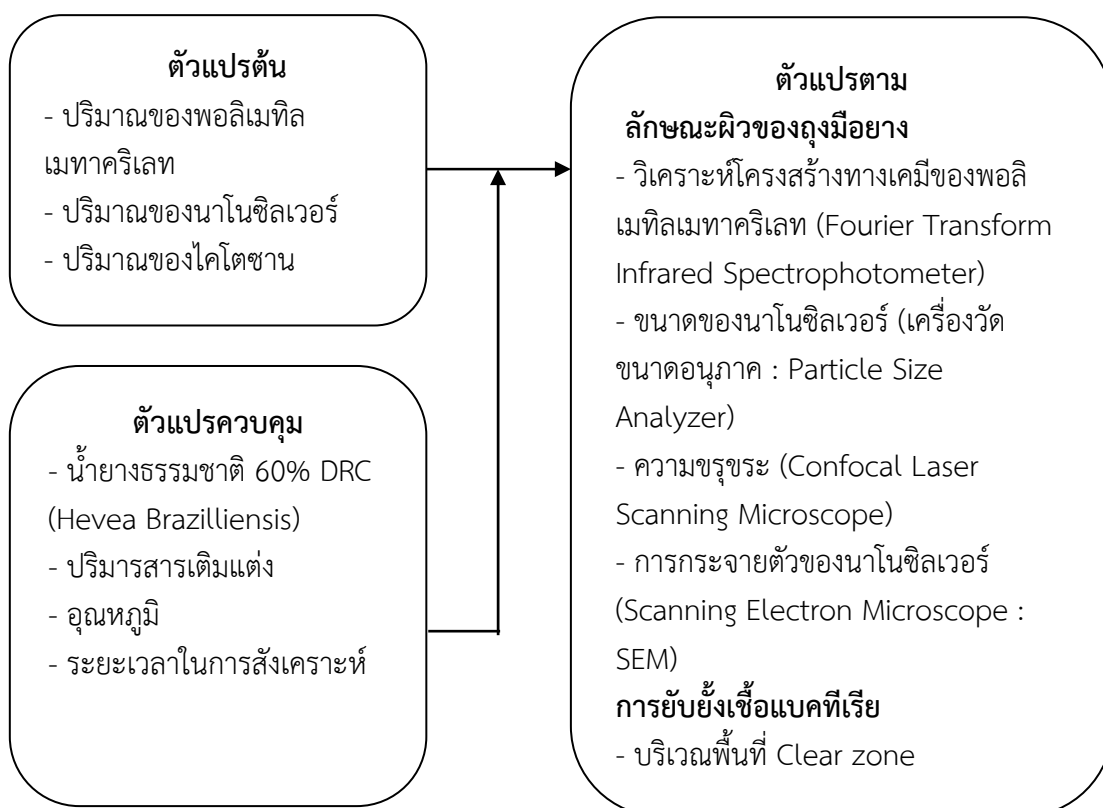 ตัวแปรต้น
- ปริมาณของพอลิเมทิล
เมทาคริเลท
- ปริมาณของนาโนซิลเวอร์
- ปริมาณของไคโตซาน
ตัวแปรควบคุม
- น้ำยางธรรมชาติ 60% DRC
(Hevea Brazilliensis)
- ปริมารสารเติมแต่ง
- อุณหภูมิ
- ระยะเวลาในการสังเคราะห์
ตัวแปรตาม
ลักษณะผิวของถุงมือยาง
- วิเคราะห์โครงสร้างทางเคมีของพอลิ
เมทิลเมทาคริเลท (Fourier Transform
Infrared Spectrophotometer)
- ขนาดของนาโนซิลเวอร์ (เครื่องวัด
ขนาดอนุภาค : Particle Size
Analyzer)
- ความขรุขระ (Confocal Laser
Scanning Microscope)
- การกระจายตัวของนาโนซิลเวอร์
(Scanning Electron Microscope :
SEM)
การยับยั้งเชื้อแบคทีเรีย
- บริเวณพื้นที่ Clear zone